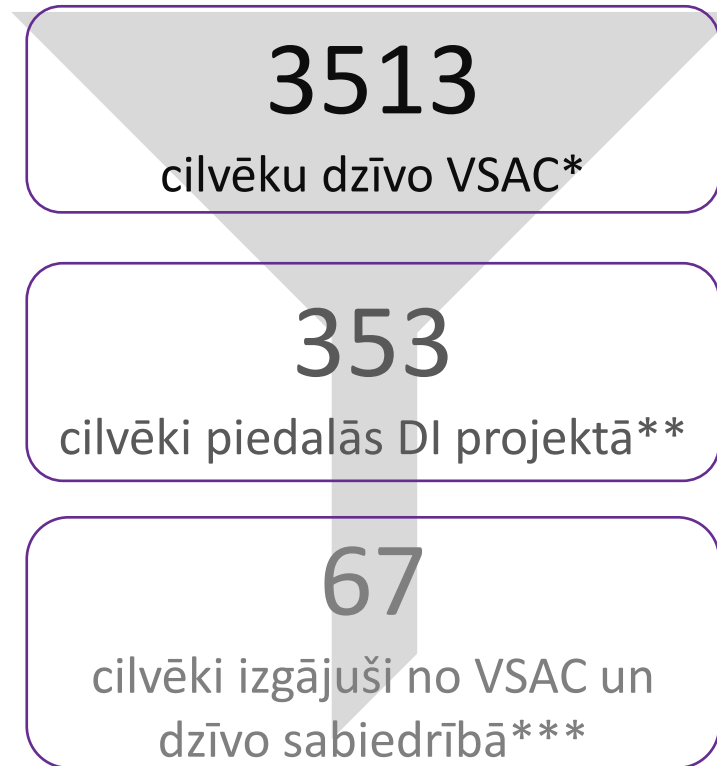 3513
cilvēku dzīvo VSAC*
353
cilvēki piedalās DI projektā**
67
cilvēki izgājuši no VSAC un
dzīvo sabiedrībā***